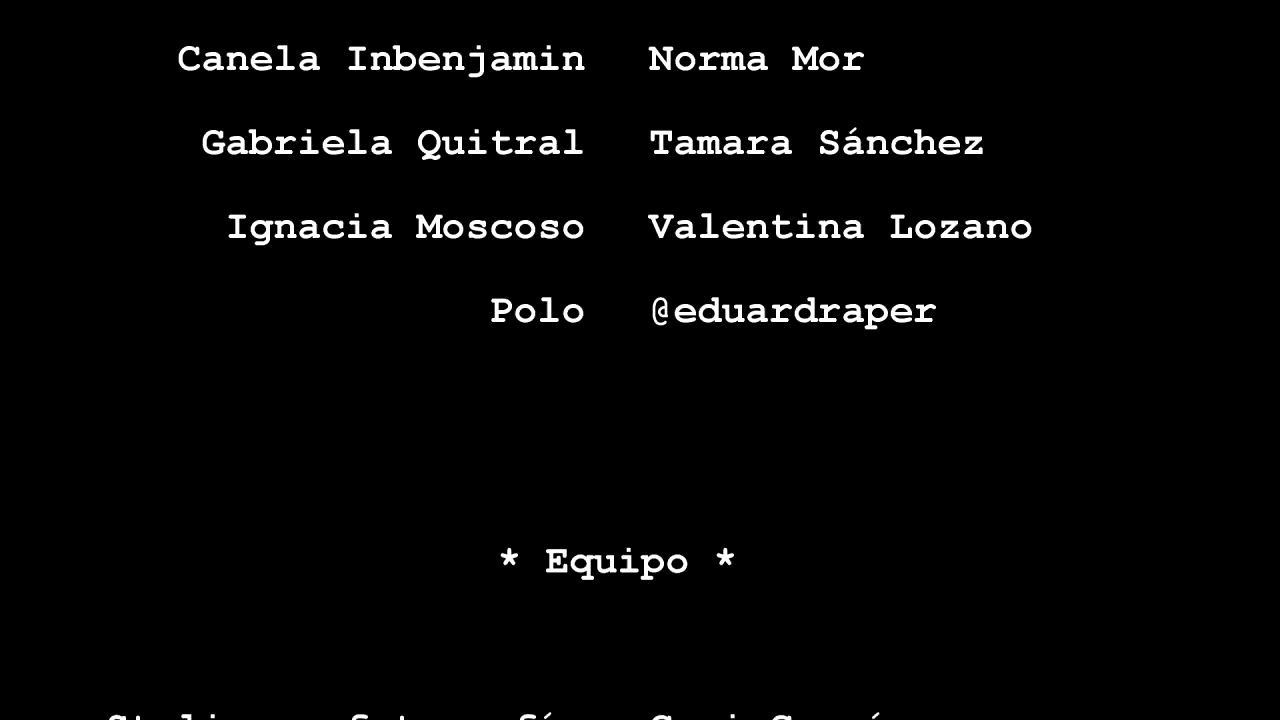 Canela Inbenjamin Norma Mor
Gabriela Quitral Tamara Sánchez
Ignacia Moscoso Valentina Lozano
Polo @eduardraper
* Equipo *